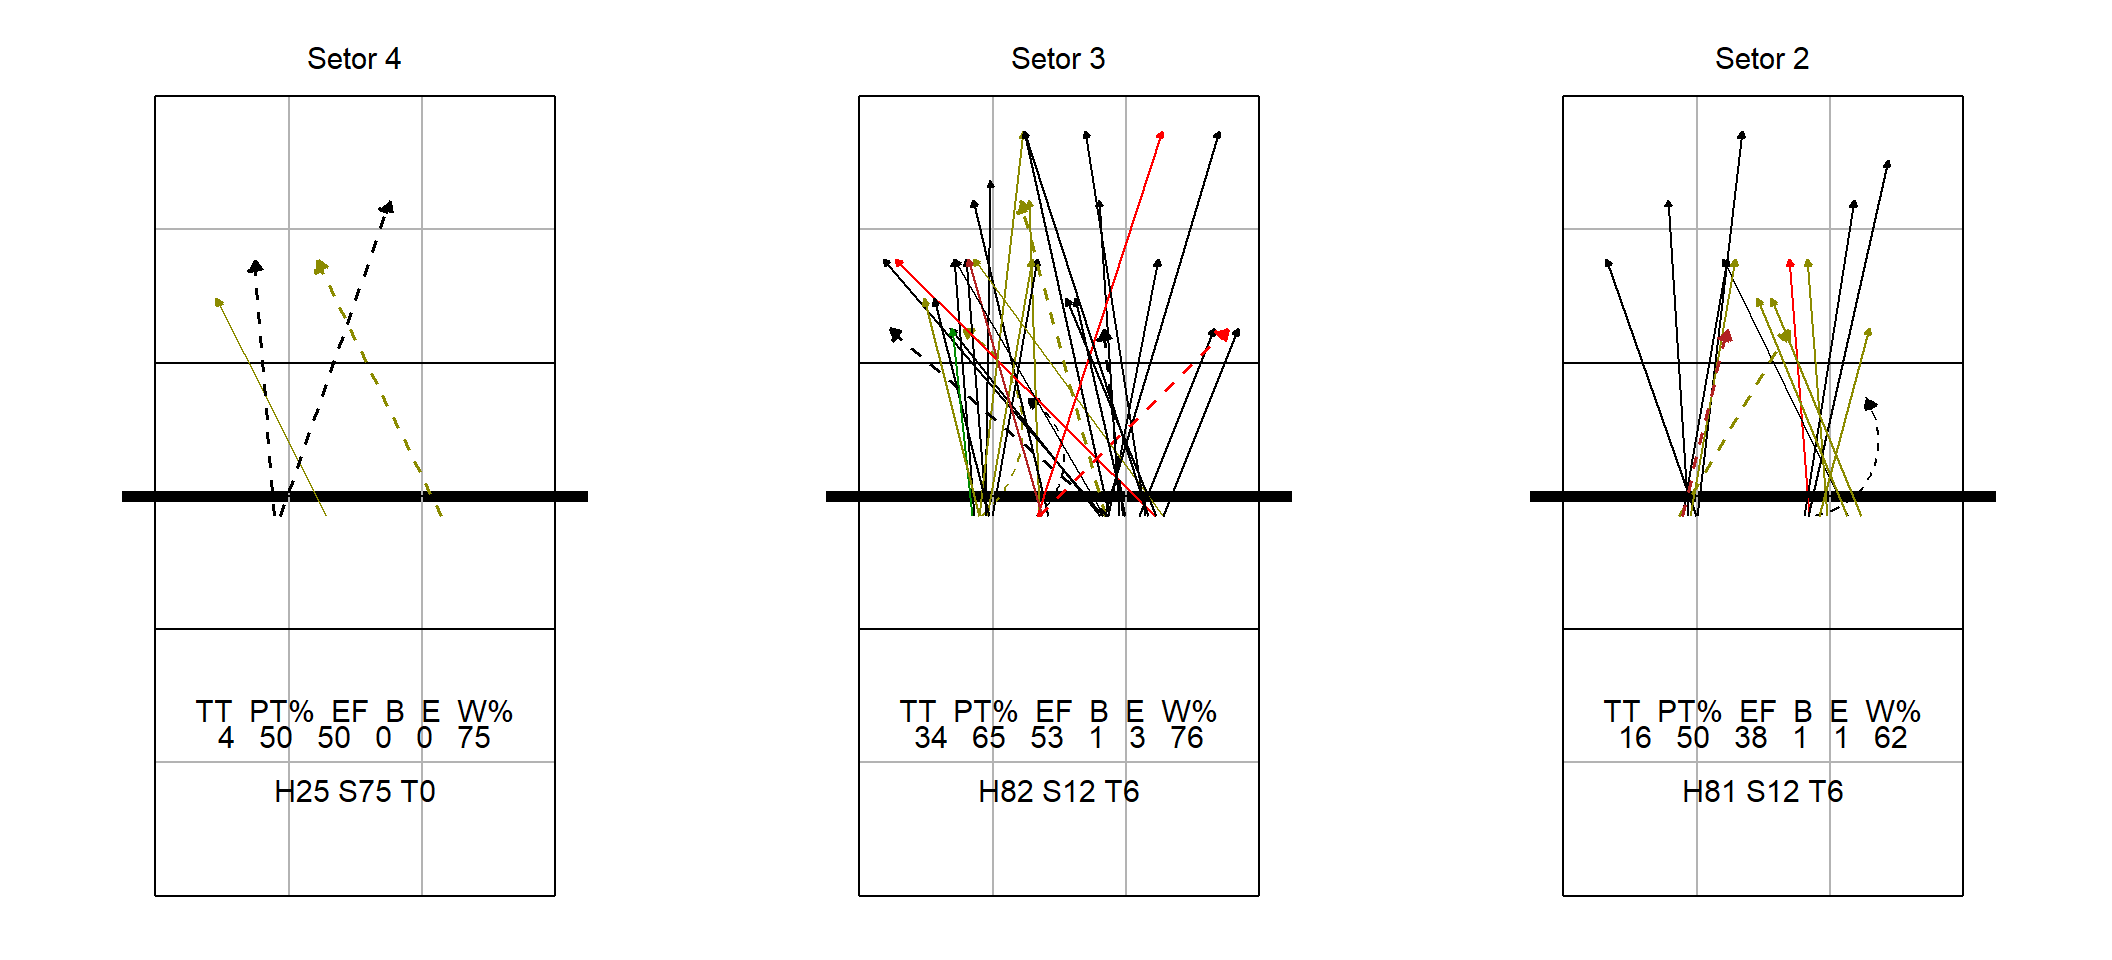 Setor 4
TT PT% EF B E W%
4 50 50 0 0 75
H25 S75 T0
Setor 3
TT PT% EF B E W%
34 65 53 1 3 76
H82 S12 T6
Setor 2
TT PT% EF B E W%
16 50 38 1 1 62
H81 S12 T6